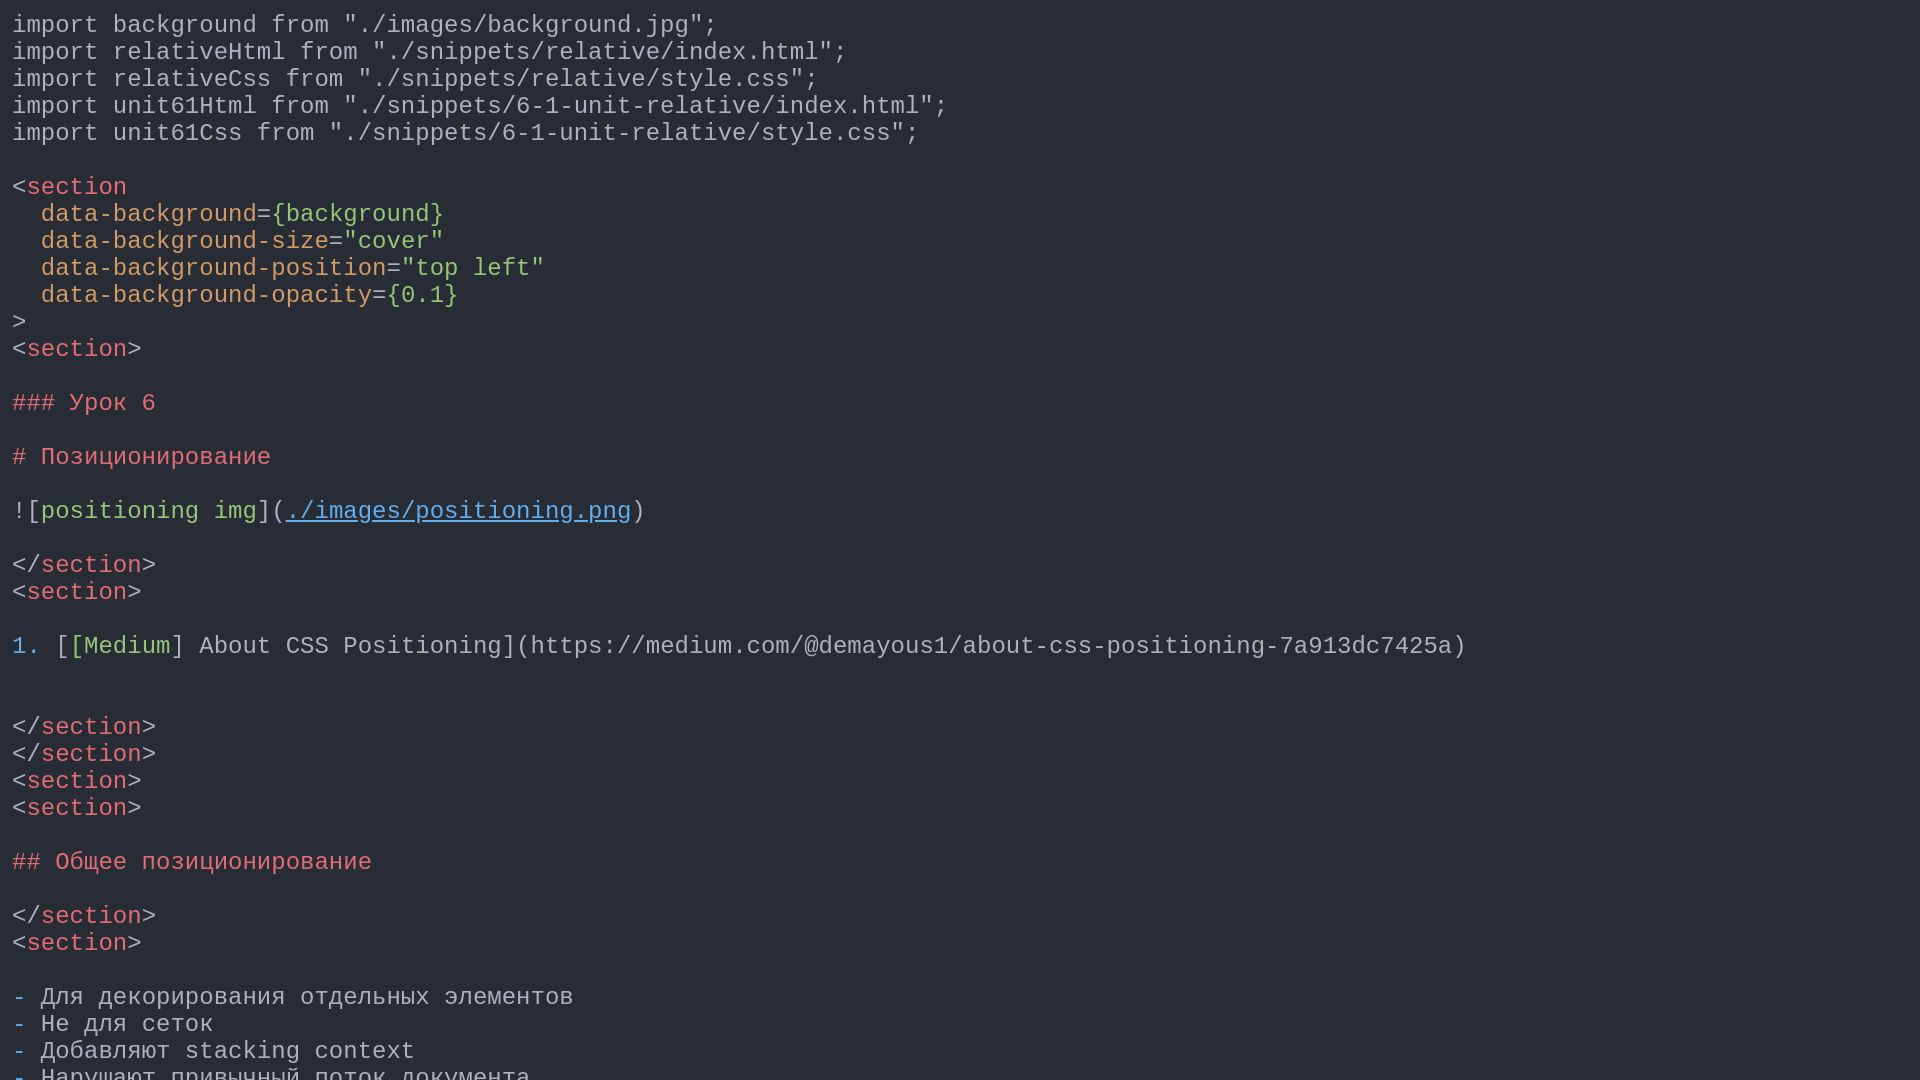 import background from "./images/background.jpg";
import relativeHtml from "./snippets/relative/index.html";
import relativeCss from "./snippets/relative/style.css";
import unit61Html from "./snippets/6-1-unit-relative/index.html";
import unit61Css from "./snippets/6-1-unit-relative/style.css";
<section
  data-background={background}
  data-background-size="cover"
  data-background-position="top left"
  data-background-opacity={0.1}
>
<section>
### Урок 6
# Позиционирование
![positioning img](./images/positioning.png)
</section>
<section>
1. [[Medium] About CSS Positioning](https://medium.com/@demayous1/about-css-positioning-7a913dc7425a)
</section>
</section>
<section>
<section>
## Общее позиционирование
</section>
<section>
- Для декорирования отдельных элементов
- Не для сеток
- Добавляют stacking context
- Нарушают привычный поток документа